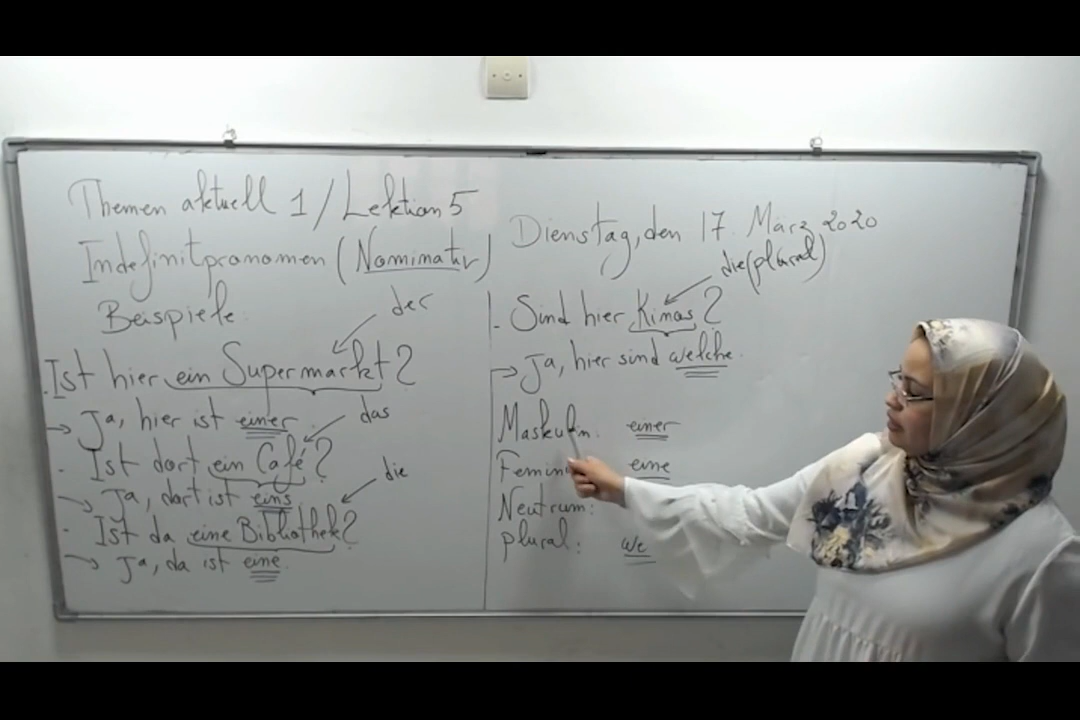 Themen aktuell 1 / Lektion 5
Indefinitpronomen (Nominativ)
Beispiele:
der
- Ist hier ein Supermarkt?
→ Ja, hier ist einer.
das
- Ist dort ein Café?
→ Ja, dort ist eins
die
- Ist da eine Bibliothek?
→ Ja, da ist eine.
Dienstag, den 17. März 2020
die (plural)
- Sind hier Kinos?
→ Ja, hier sind welche.
Maskulin: einer
Femini eine
Neutrum:
plural: we